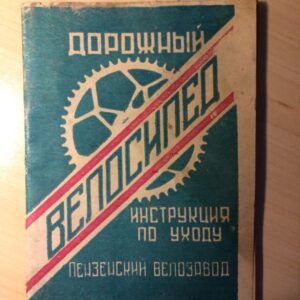 ДОРОЖНЫЙ
ВЕЛОСИПЕД
ИНСТРУКЦИЯ
ПО УХОДУ
ПЕНЗЕНСКИЙ ВЕЛОЗАВОД